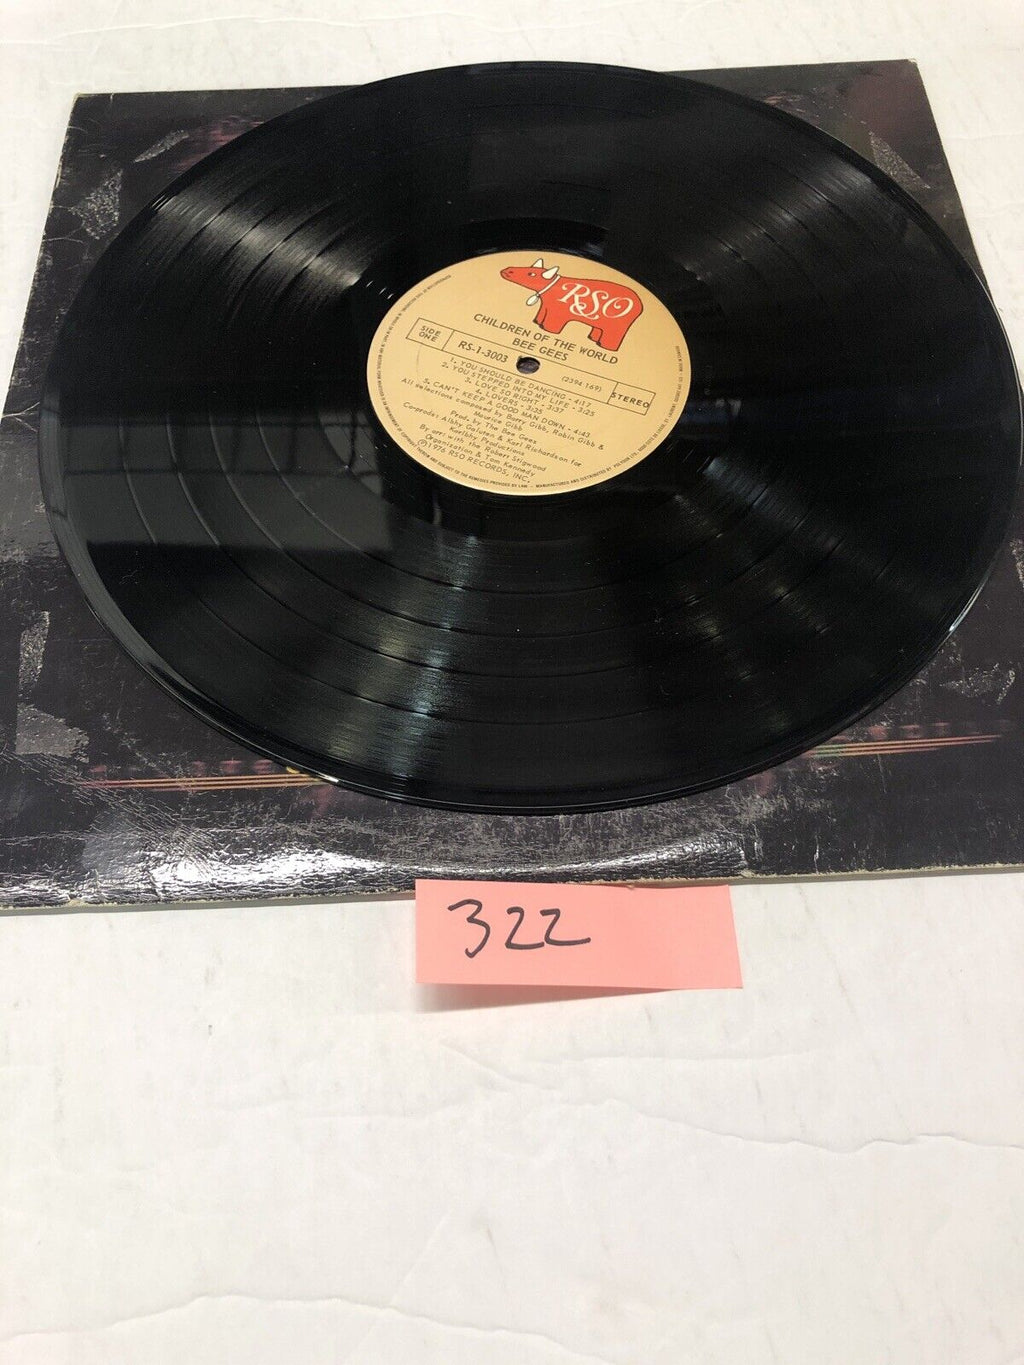 RSO
CHILDREN OF THE WORLD
BEE GEES
SIDE
ONE
RS-1-3003
(2394 169)
STEREO
1. YOU SHOULD BE DANCING - 4:17
2. YOU STEPPED INTO MY LIFE - 3:25
3. LOVE SO RIGHT - 3:37
4. LOVERS - 3:35
5. CAN'T KEEP A GOOD MAN DOWN - 4:43
All selections composed by Barry Gibb, Robin Gibb &
Maurice Gibb
Prod. by The Bee Gees
Co-prods: Albhy Galuten & Karl Richardson for
Karlbhy Productions
By arr: with the Robert Stigwood
Organization & Tom Kennedy
Ⓟ1976 RSO RECORDS, INC.
322